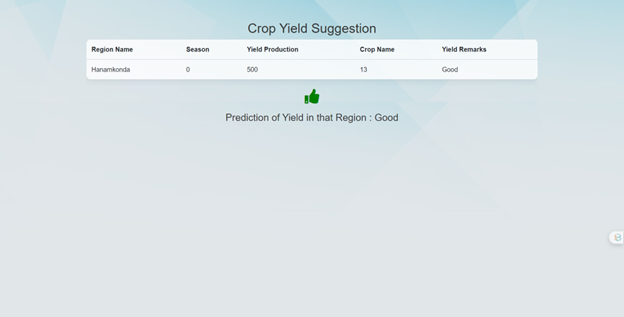 Crop Yield Suggestion
Region Name Season Yield Production Crop Name Yield Remarks
Hanamkonda 0 500 13 Good
Prediction of Yield in that Region : Good